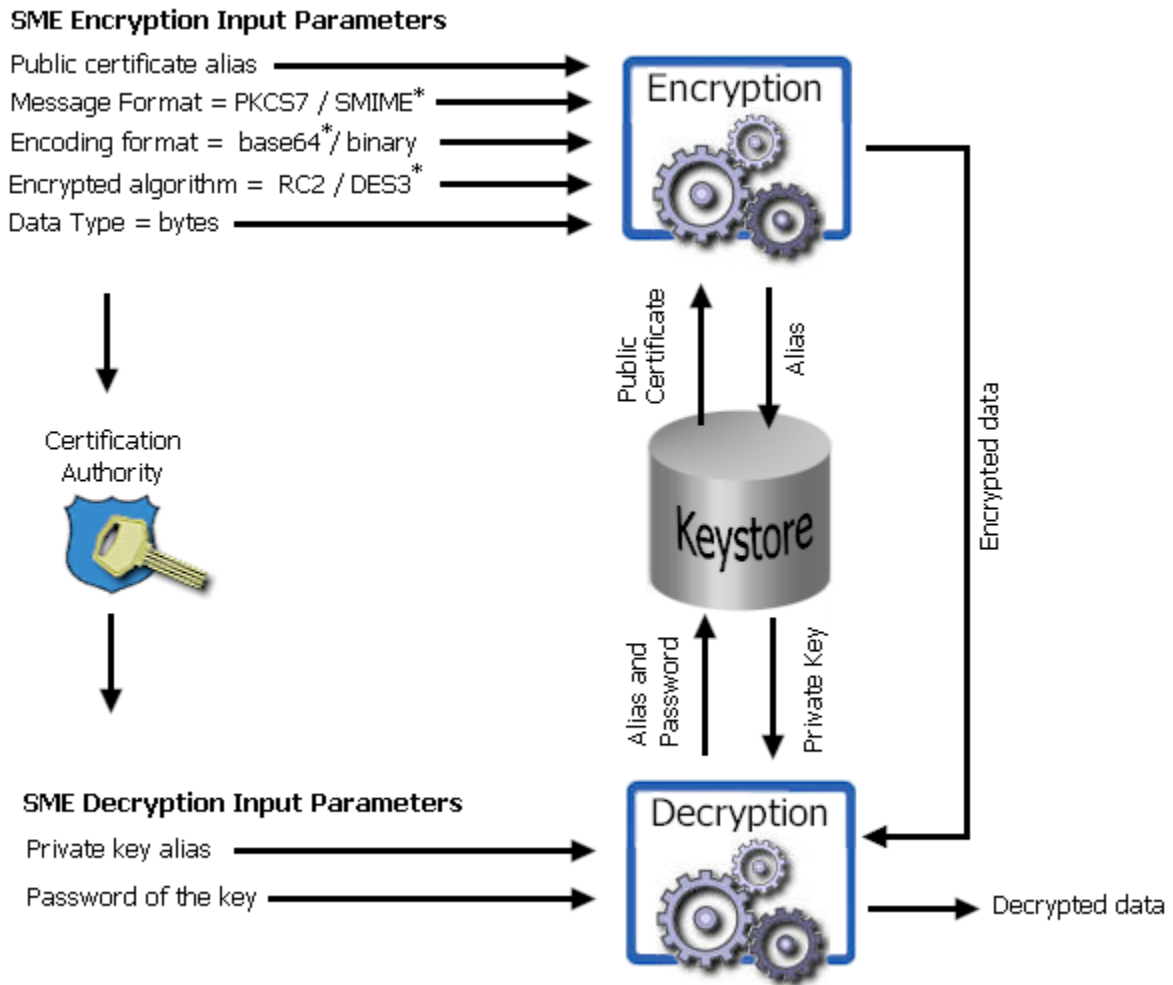 SME Encryption Input Parameters
Public certificate alias
Message Format = PKCS7 / SMIME*
Encoding format = base64*/ binary
Encrypted algorithm = RC2 / DES3*
Data Type = bytes
Encryption
Public
Certificate
Alias
Certification
Authority
Keystore
Encrypted data
Alias and
Password
Private Key
SME Decryption Input Parameters
Private key alias
Password of the key
Decryption
Decrypted data